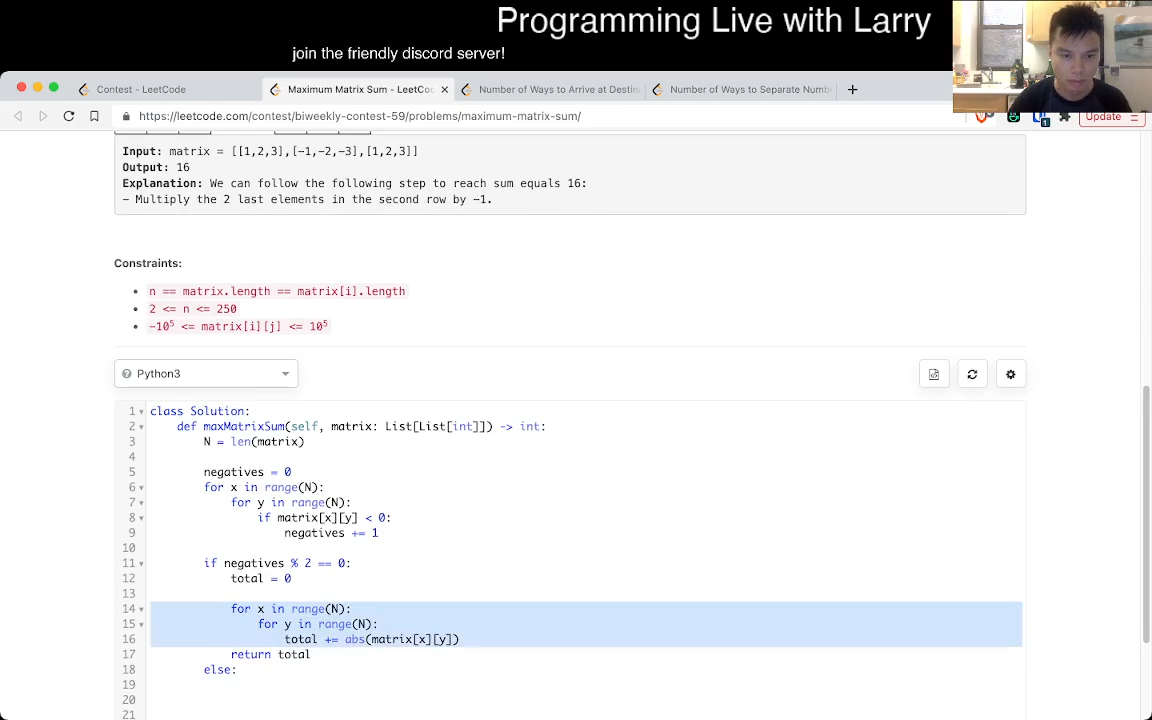 Programming Live with Larry
join the friendly discord server!
Contest - LeetCode
Maximum Matrix Sum - LeetCo
Number of Ways to Arrive at Destin
Number of Ways to Separate Numb
https://leetcode.com/contest/biweekly-contest-59/problems/maximum-matrix-sum/
1
Update
Input: matrix = [[1,2,3],[-1,-2,-3],[1,2,3]]
Output: 16
Explanation: We can follow the following step to reach sum equals 16:
- Multiply the 2 last elements in the second row by -1.
Constraints:
• n == matrix.length == matrix[i].length
• 2 <= n <= 250
• -10⁵ <= matrix[i][j] <= 10⁵
Python3
1 class Solution:
2 def maxMatrixSum(self, matrix: List[List[int]]) -> int:
3 N = len(matrix)
4
5 negatives = 0
6 for x in range(N):
7 for y in range(N):
8 if matrix[x][y] < 0:
9 negatives += 1
10
11 if negatives % 2 == 0:
12 total = 0
13
14 for x in range(N):
15 for y in range(N):
16 total += abs(matrix[x][y])
17 return total
18 else:
19
20
21